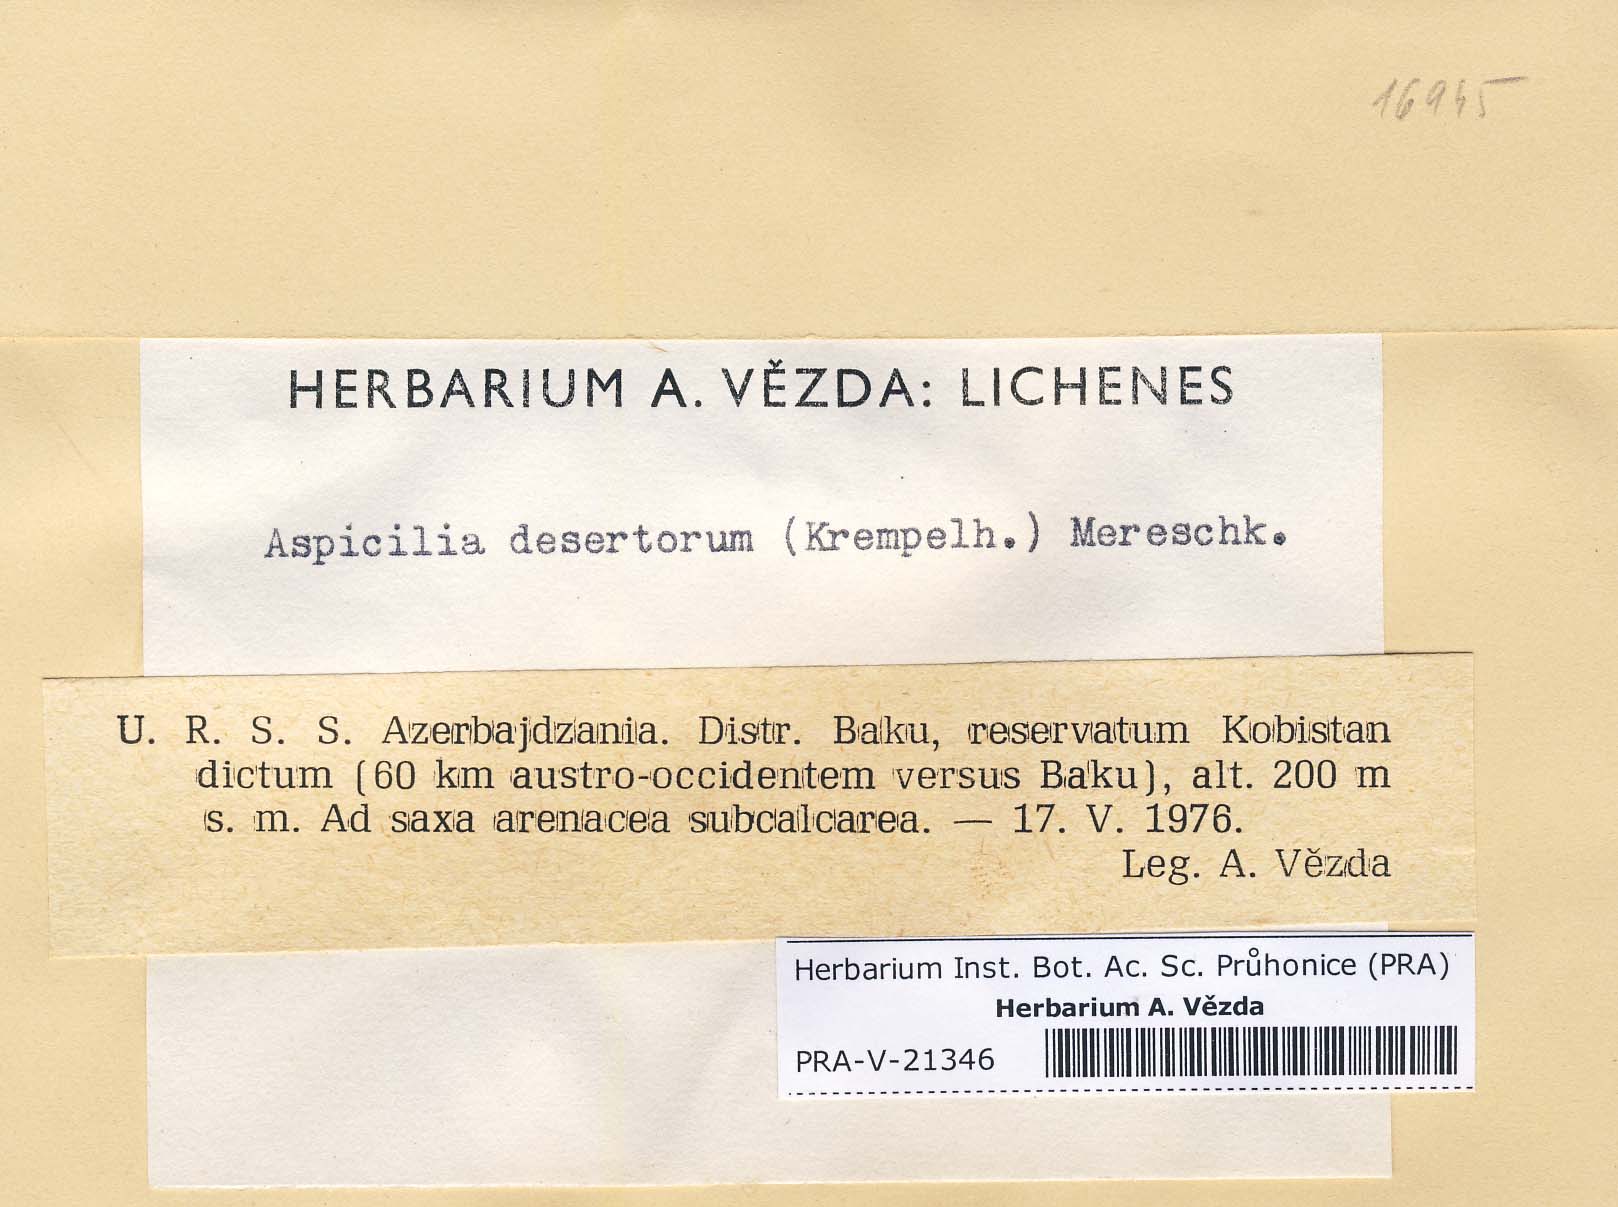 16945
HERBARIUM A. VĚZDA: LICHENES
Aspicilia desertorum (Krempelh.) Mereschk.
U. R. S. S. Azerbajdzania. Distr. Baku, reservatum Kobistan
dictum (60 km austro-occidentem versus Baku), alt. 200 m
s. m. Ad saxa arenacea subcalcarea. — 17. V. 1976.
Leg. A. Vězda
Herbarium Inst. Bot. Ac. Sc. Průhonice (PRA)
Herbarium A. Vězda
PRA-V-21346